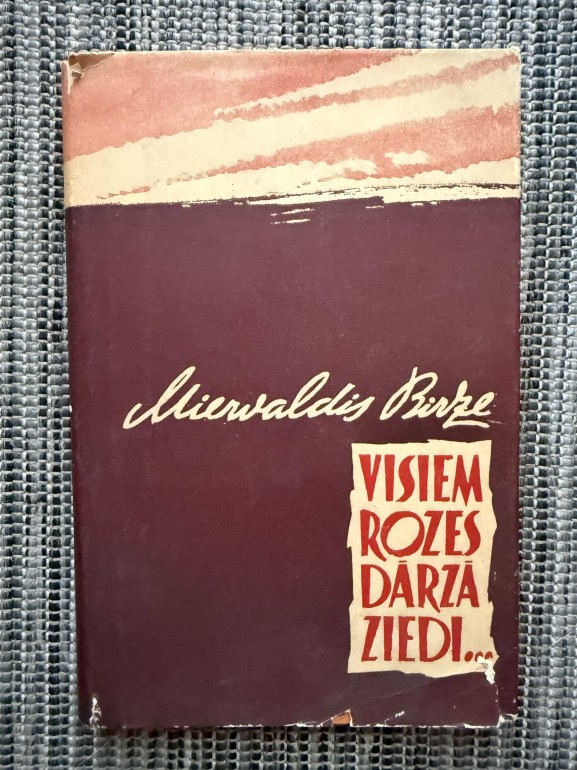 Miervaldis Birze
VISIEM
ROZES
DĀRZĀ
ZIEDI...